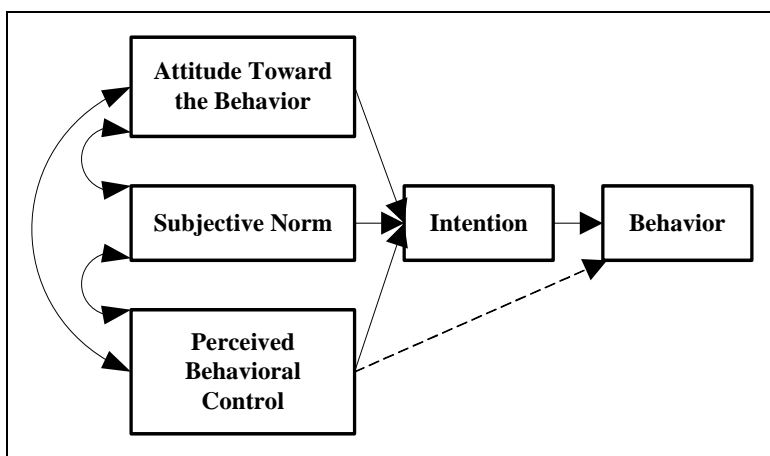 Attitude Toward
the Behavior
Subjective Norm
Intention
Behavior
Perceived
Behavioral
Control